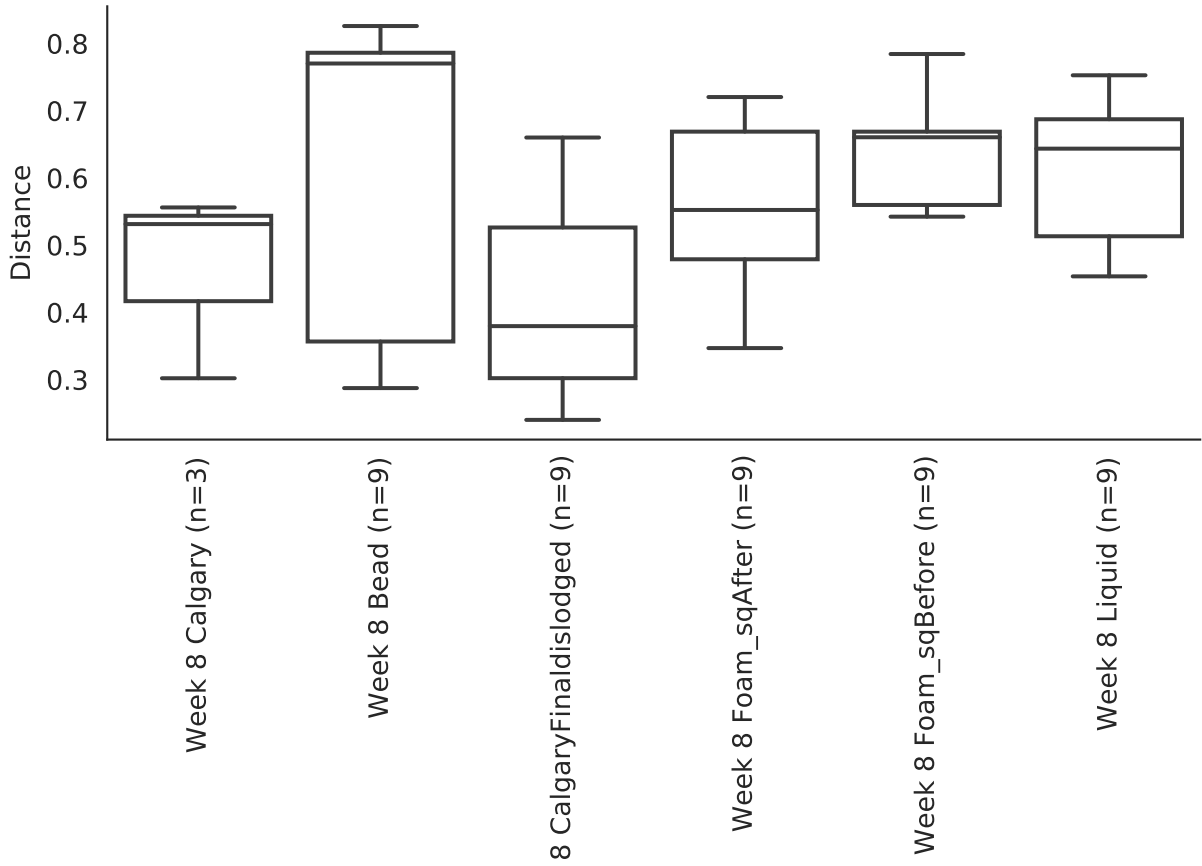 0.8
0.7
0.6
0.5
0.4
0.3
Distance
Week 8 Calgary (n=3)
Week 8 Bead (n=9)
8 CalgaryFinaldislodged (n=9)
Week 8 Foam_sqAfter (n=9)
Week 8 Foam_sqBefore (n=9)
Week 8 Liquid (n=9)